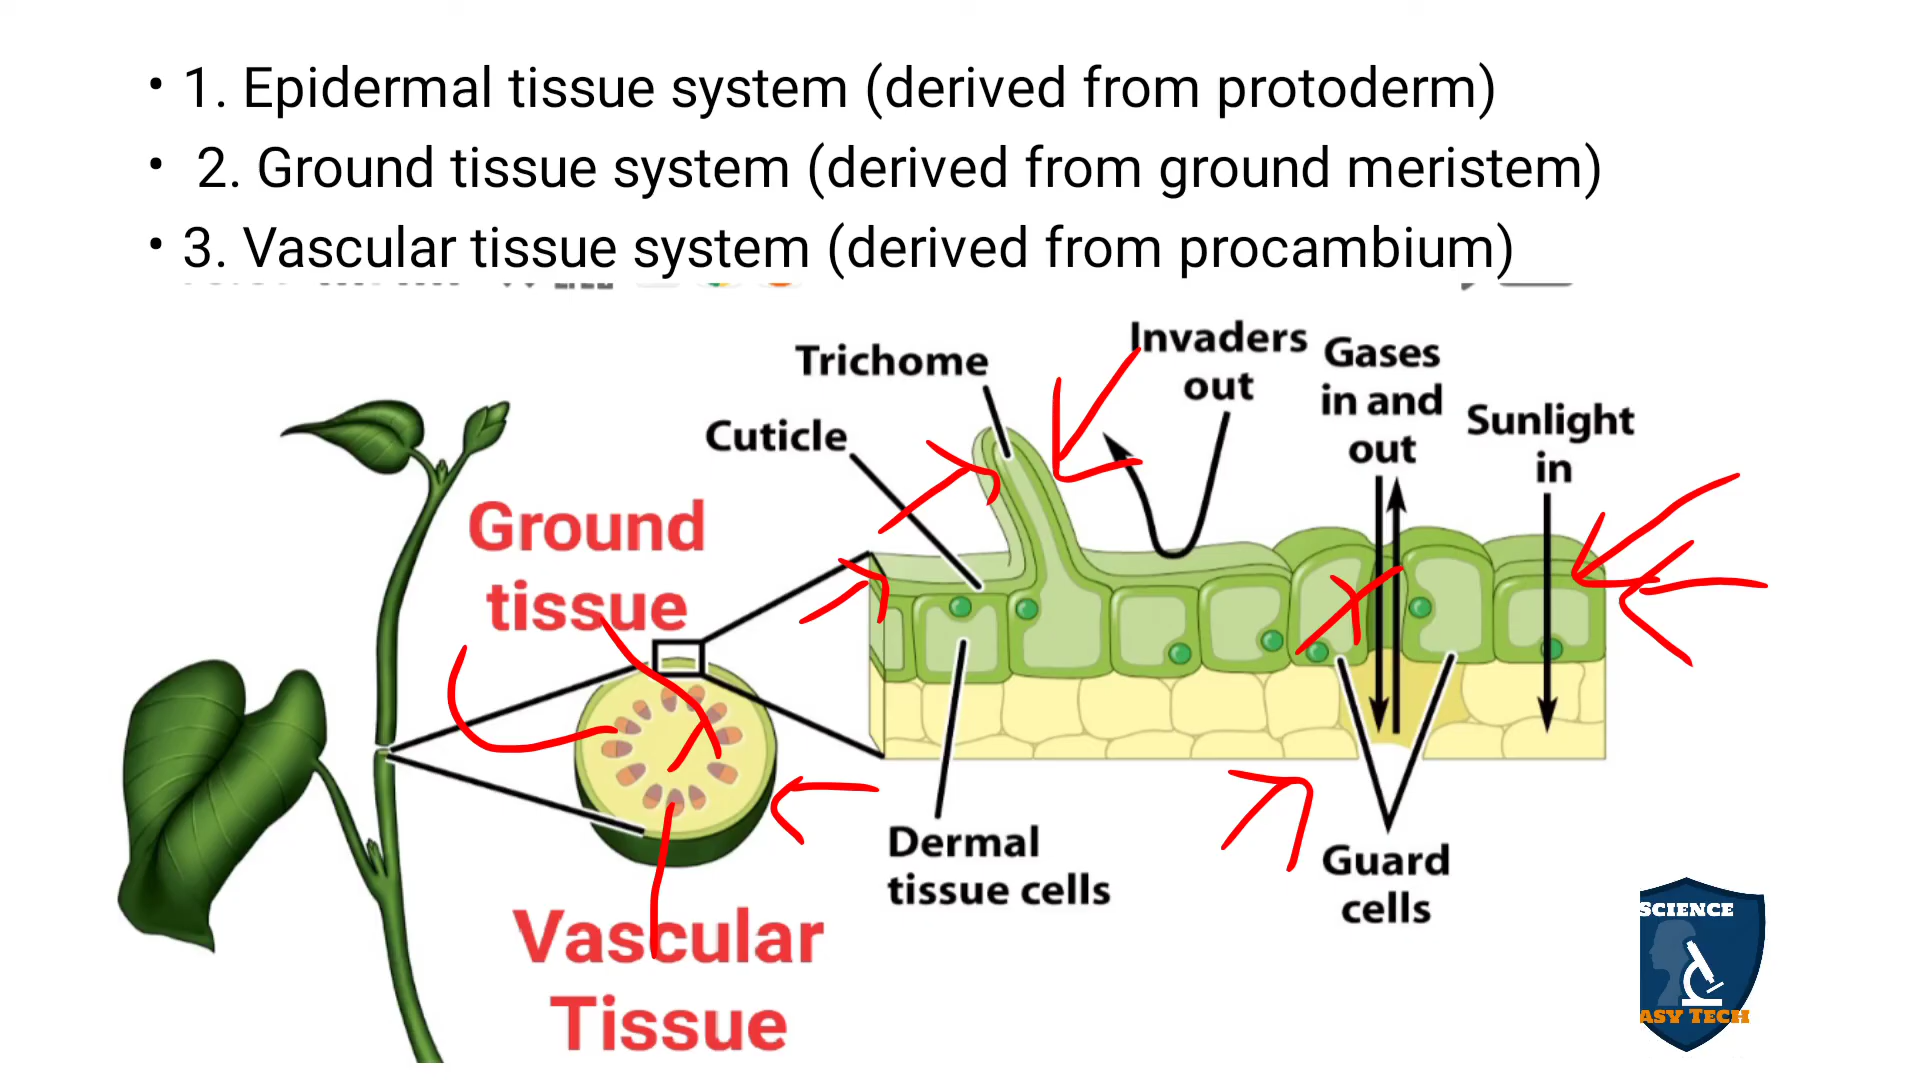 • 1. Epidermal tissue system (derived from protoderm)
• 2. Ground tissue system (derived from ground meristem)
• 3. Vascular tissue system (derived from procambium)
Trichome
Invaders
out
Gases
in and
out
Sunlight
in
Cuticle
Ground
tissue
Dermal
tissue cells
Guard
cells
Vascular
Tissue
SCIENCE
ASY TECH